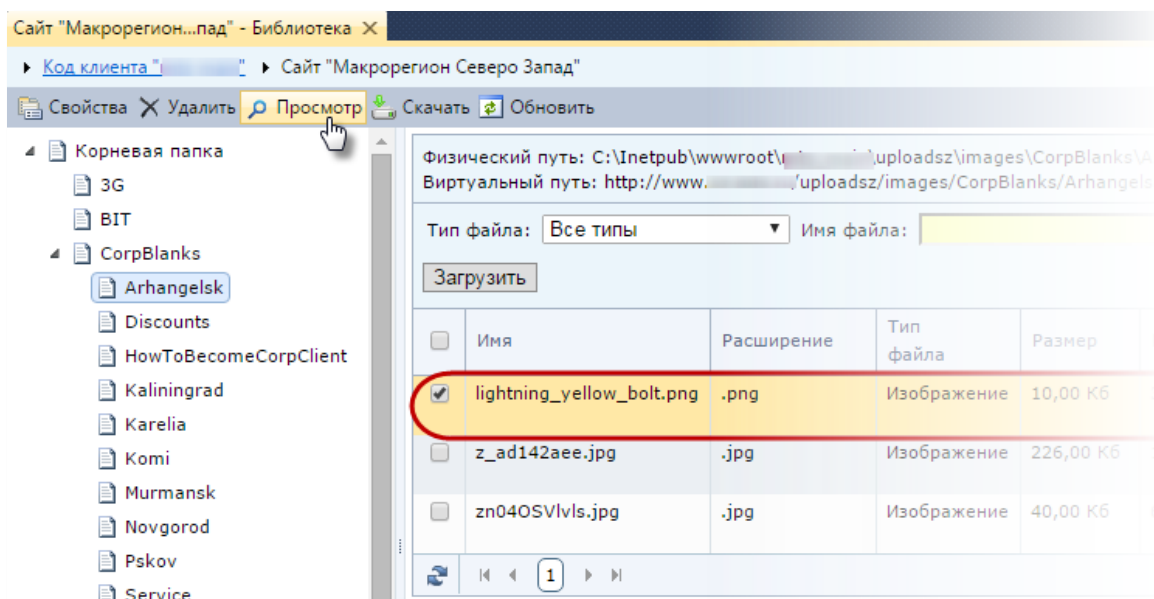 Сайт "Макрорегион...пад" - Библиотека
Код клиента " " Сайт "Макрорегион Северо Запад"
Свойства Удалить Просмотр Скачать Обновить
Корневая папка
3G
BIT
CorpBlanks
Arhangelsk
Discounts
HowToBecomeCorpClient
Kaliningrad
Karelia
Komi
Murmansk
Novgorod
Pskov
Service
Физический путь: C:\Inetpub\wwwroot\ \uploadsz\images\CorpBlanks\A
Виртуальный путь: http://www. /uploadsz/images/CorpBlanks/Arhangels
Тип файла: Все типы Имя файла:
Загрузить
Имя Расширение Тип файла Размер
lightning_yellow_bolt.png .png Изображение 10,00 Кб
z_ad142aee.jpg .jpg Изображение 226,00 Кб
zn04OSVlvls.jpg .jpg Изображение 40,00 Кб
1